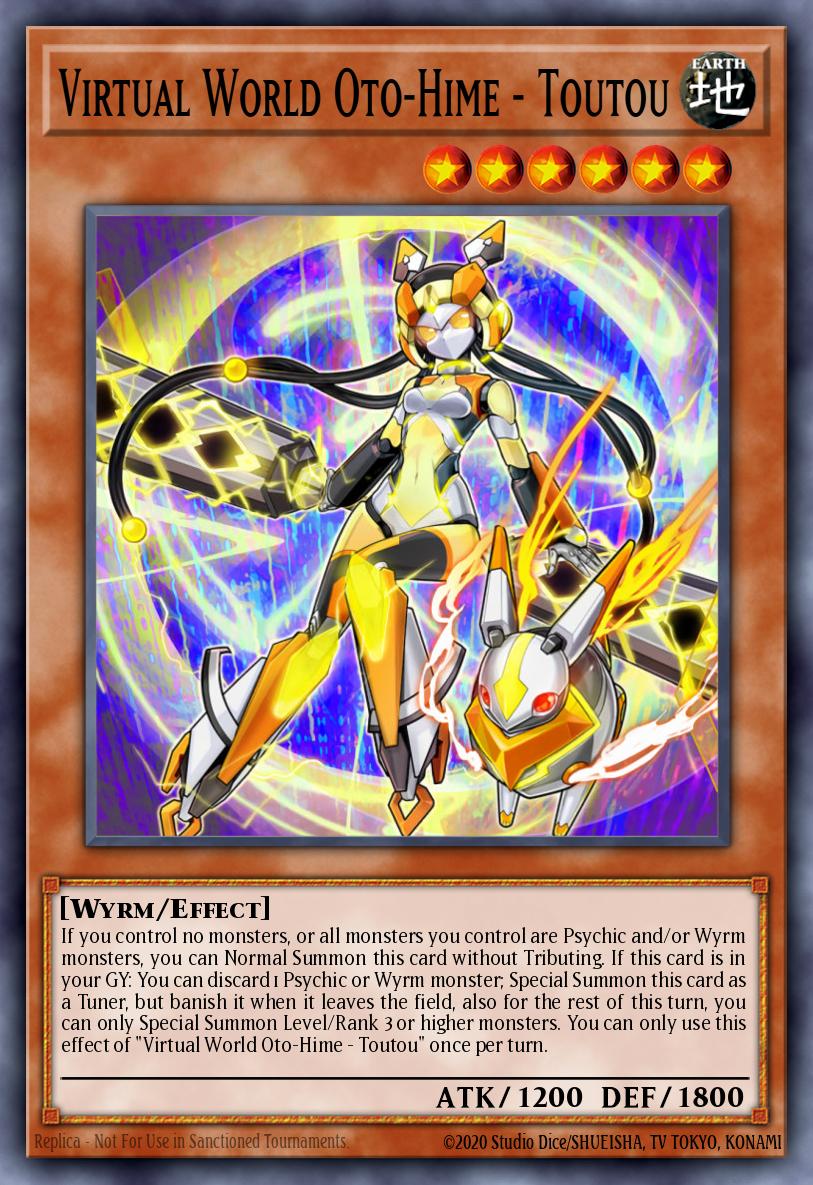 Virtual World Oto-Hime - Toutou
EARTH
地
[Wyrm/Effect]
If you control no monsters, or all monsters you control are Psychic and/or Wyrm
monsters, you can Normal Summon this card without Tributing. If this card is in
your GY: You can discard 1 Psychic or Wyrm monster; Special Summon this card as
a Tuner, but banish it when it leaves the field, also for the rest of this turn, you
can only Special Summon Level/Rank 3 or higher monsters. You can only use this
effect of "Virtual World Oto-Hime - Toutou" once per turn.
ATK/1200 DEF/1800
Replica - Not For Use in Sanctioned Tournaments.
©2020 Studio Dice/SHUEISHA, TV TOKYO, KONAMI